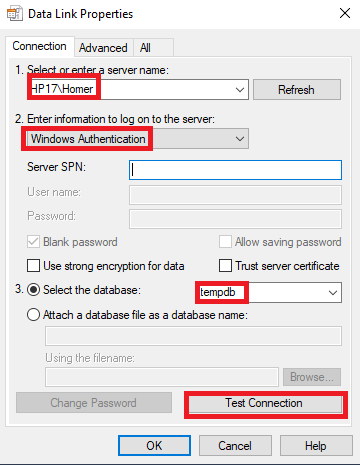 Data Link Properties
Connection Advanced All
1. Select or enter a server name:
HP17\Homer Refresh
2. Enter information to log on to the server:
Windows Authentication
Server SPN:
User name:
Password:
Blank password Allow saving password
Use strong encryption for data Trust server certificate
3. Select the database: tempdb
Attach a database file as a database name:
Using the filename:
Browse...
Change Password Test Connection
OK Cancel Help